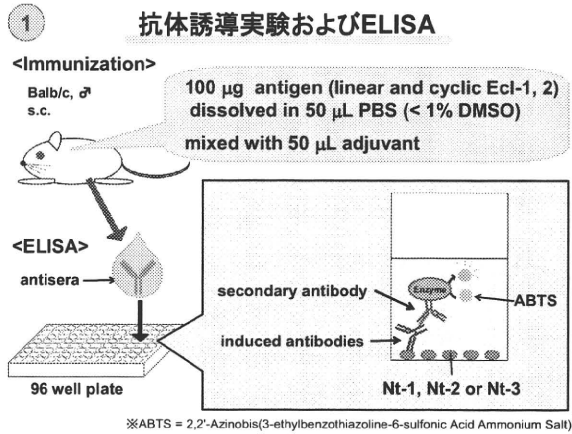 1
抗体誘導実験およびELISA
<Immunization>
Balb/c, ♂
s.c.
100 μg antigen (linear and cyclic Ecl-1, 2)
dissolved in 50 μL PBS (< 1% DMSO)
mixed with 50 μL adjuvant
<ELISA>
antisera
96 well plate
Enzyme
secondary antibody
ABTS
induced antibodies
Nt-1, Nt-2 or Nt-3
※ABTS = 2,2'-Azinobis(3-ethylbenzothiazoline-6-sulfonic Acid Ammonium Salt)